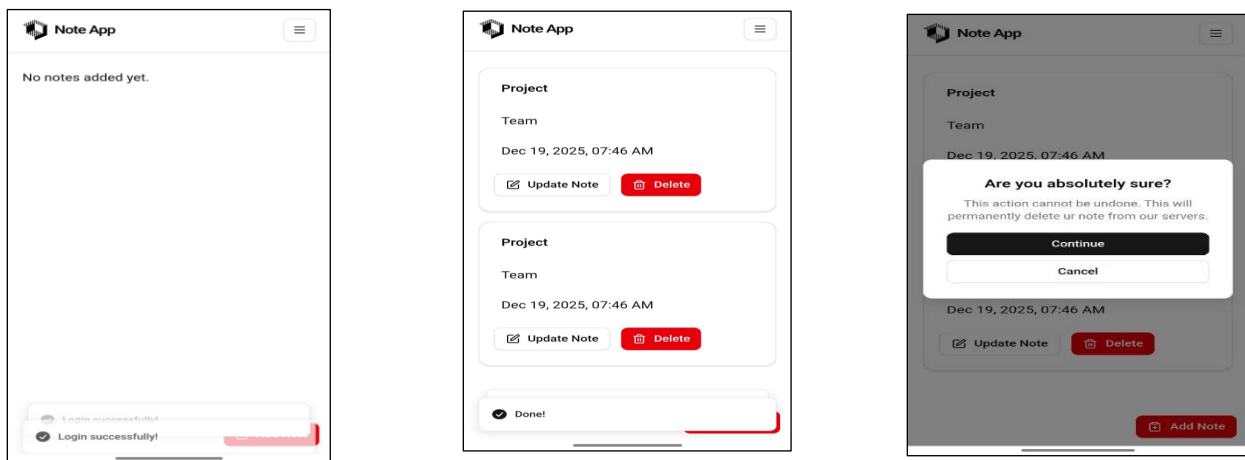 Note App
No notes added yet.
Login successfully!
Login successfully!
Note App
Project
Team
Dec 19, 2025, 07:46 AM
Update Note Delete
Project
Team
Dec 19, 2025, 07:46 AM
Update Note Delete
Done!
Note App
Project
Team
Dec 19, 2025, 07:46 AM
Are you absolutely sure?
This action cannot be undone. This will
permanently delete ur note from our servers.
Continue
Cancel
Dec 19, 2025, 07:46 AM
Update Note Delete
Add Note